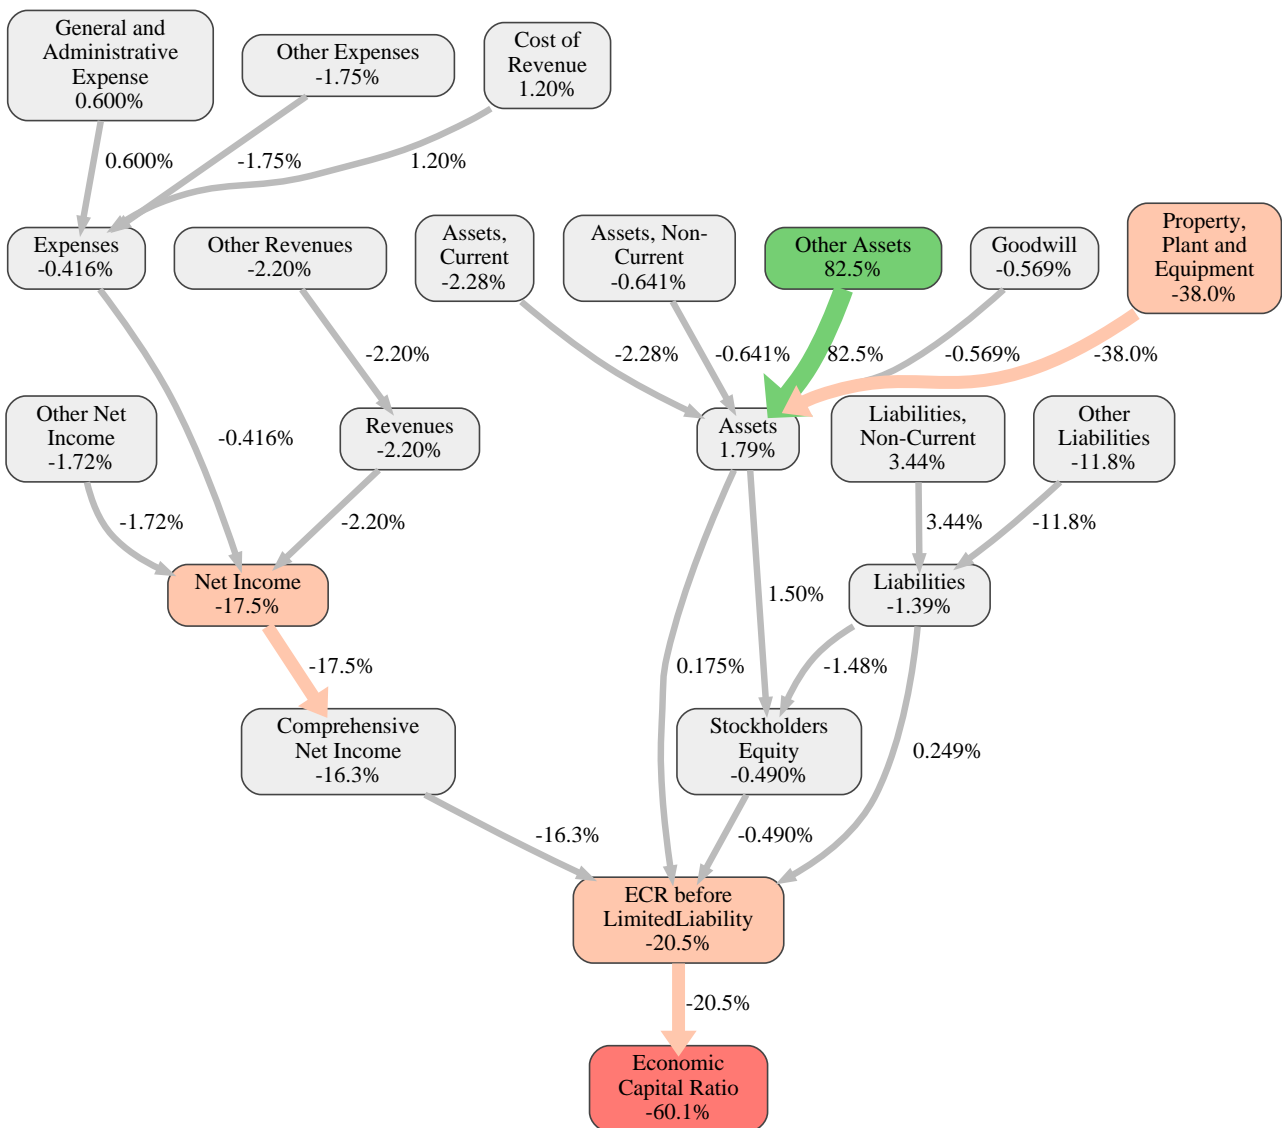 General and
Administrative
Expense
0.600%
Other Expenses
-1.75%
Cost of
Revenue
1.20%
0.600%
-1.75%
1.20%
Expenses
-0.416%
Other Revenues
-2.20%
Assets,
Current
-2.28%
Assets, Non-
Current
-0.641%
Other Assets
82.5%
Goodwill
-0.569%
Property,
Plant and
Equipment
-38.0%
-2.20%
-2.28%
-0.641%
82.5%
-0.569%
-38.0%
Other Net
Income
-1.72%
-0.416%
Revenues
-2.20%
Assets
1.79%
Liabilities,
Non-Current
3.44%
Other
Liabilities
-11.8%
-1.72%
-2.20%
3.44%
-11.8%
Net Income
-17.5%
1.50%
Liabilities
-1.39%
-17.5%
0.175%
-1.48%
Comprehensive
Net Income
-16.3%
Stockholders
Equity
-0.490%
0.249%
-16.3%
-0.490%
ECR before
LimitedLiability
-20.5%
-20.5%
Economic
Capital Ratio
-60.1%